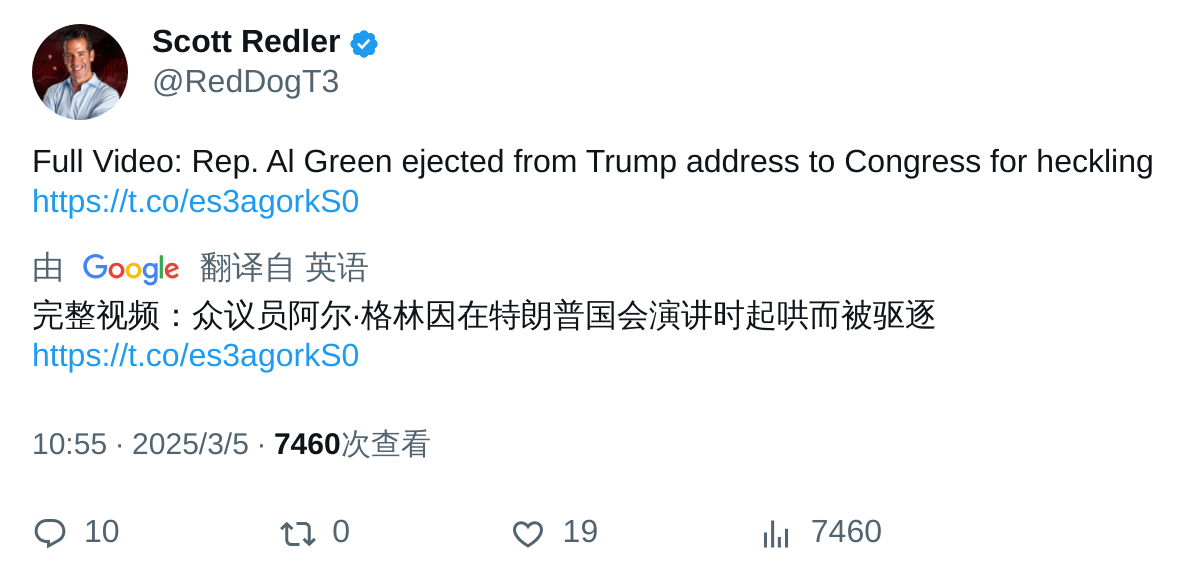 Scott Redler
@RedDogT3
Full Video: Rep. Al Green ejected from Trump address to Congress for heckling
https://t.co/es3agorkS0
由 Google 翻译自 英语
完整视频：众议员阿尔·格林因在特朗普国会演讲时起哄而被驱逐
https://t.co/es3agorkS0
10:55 · 2025/3/5 · 7460次查看
10 0 19 7460